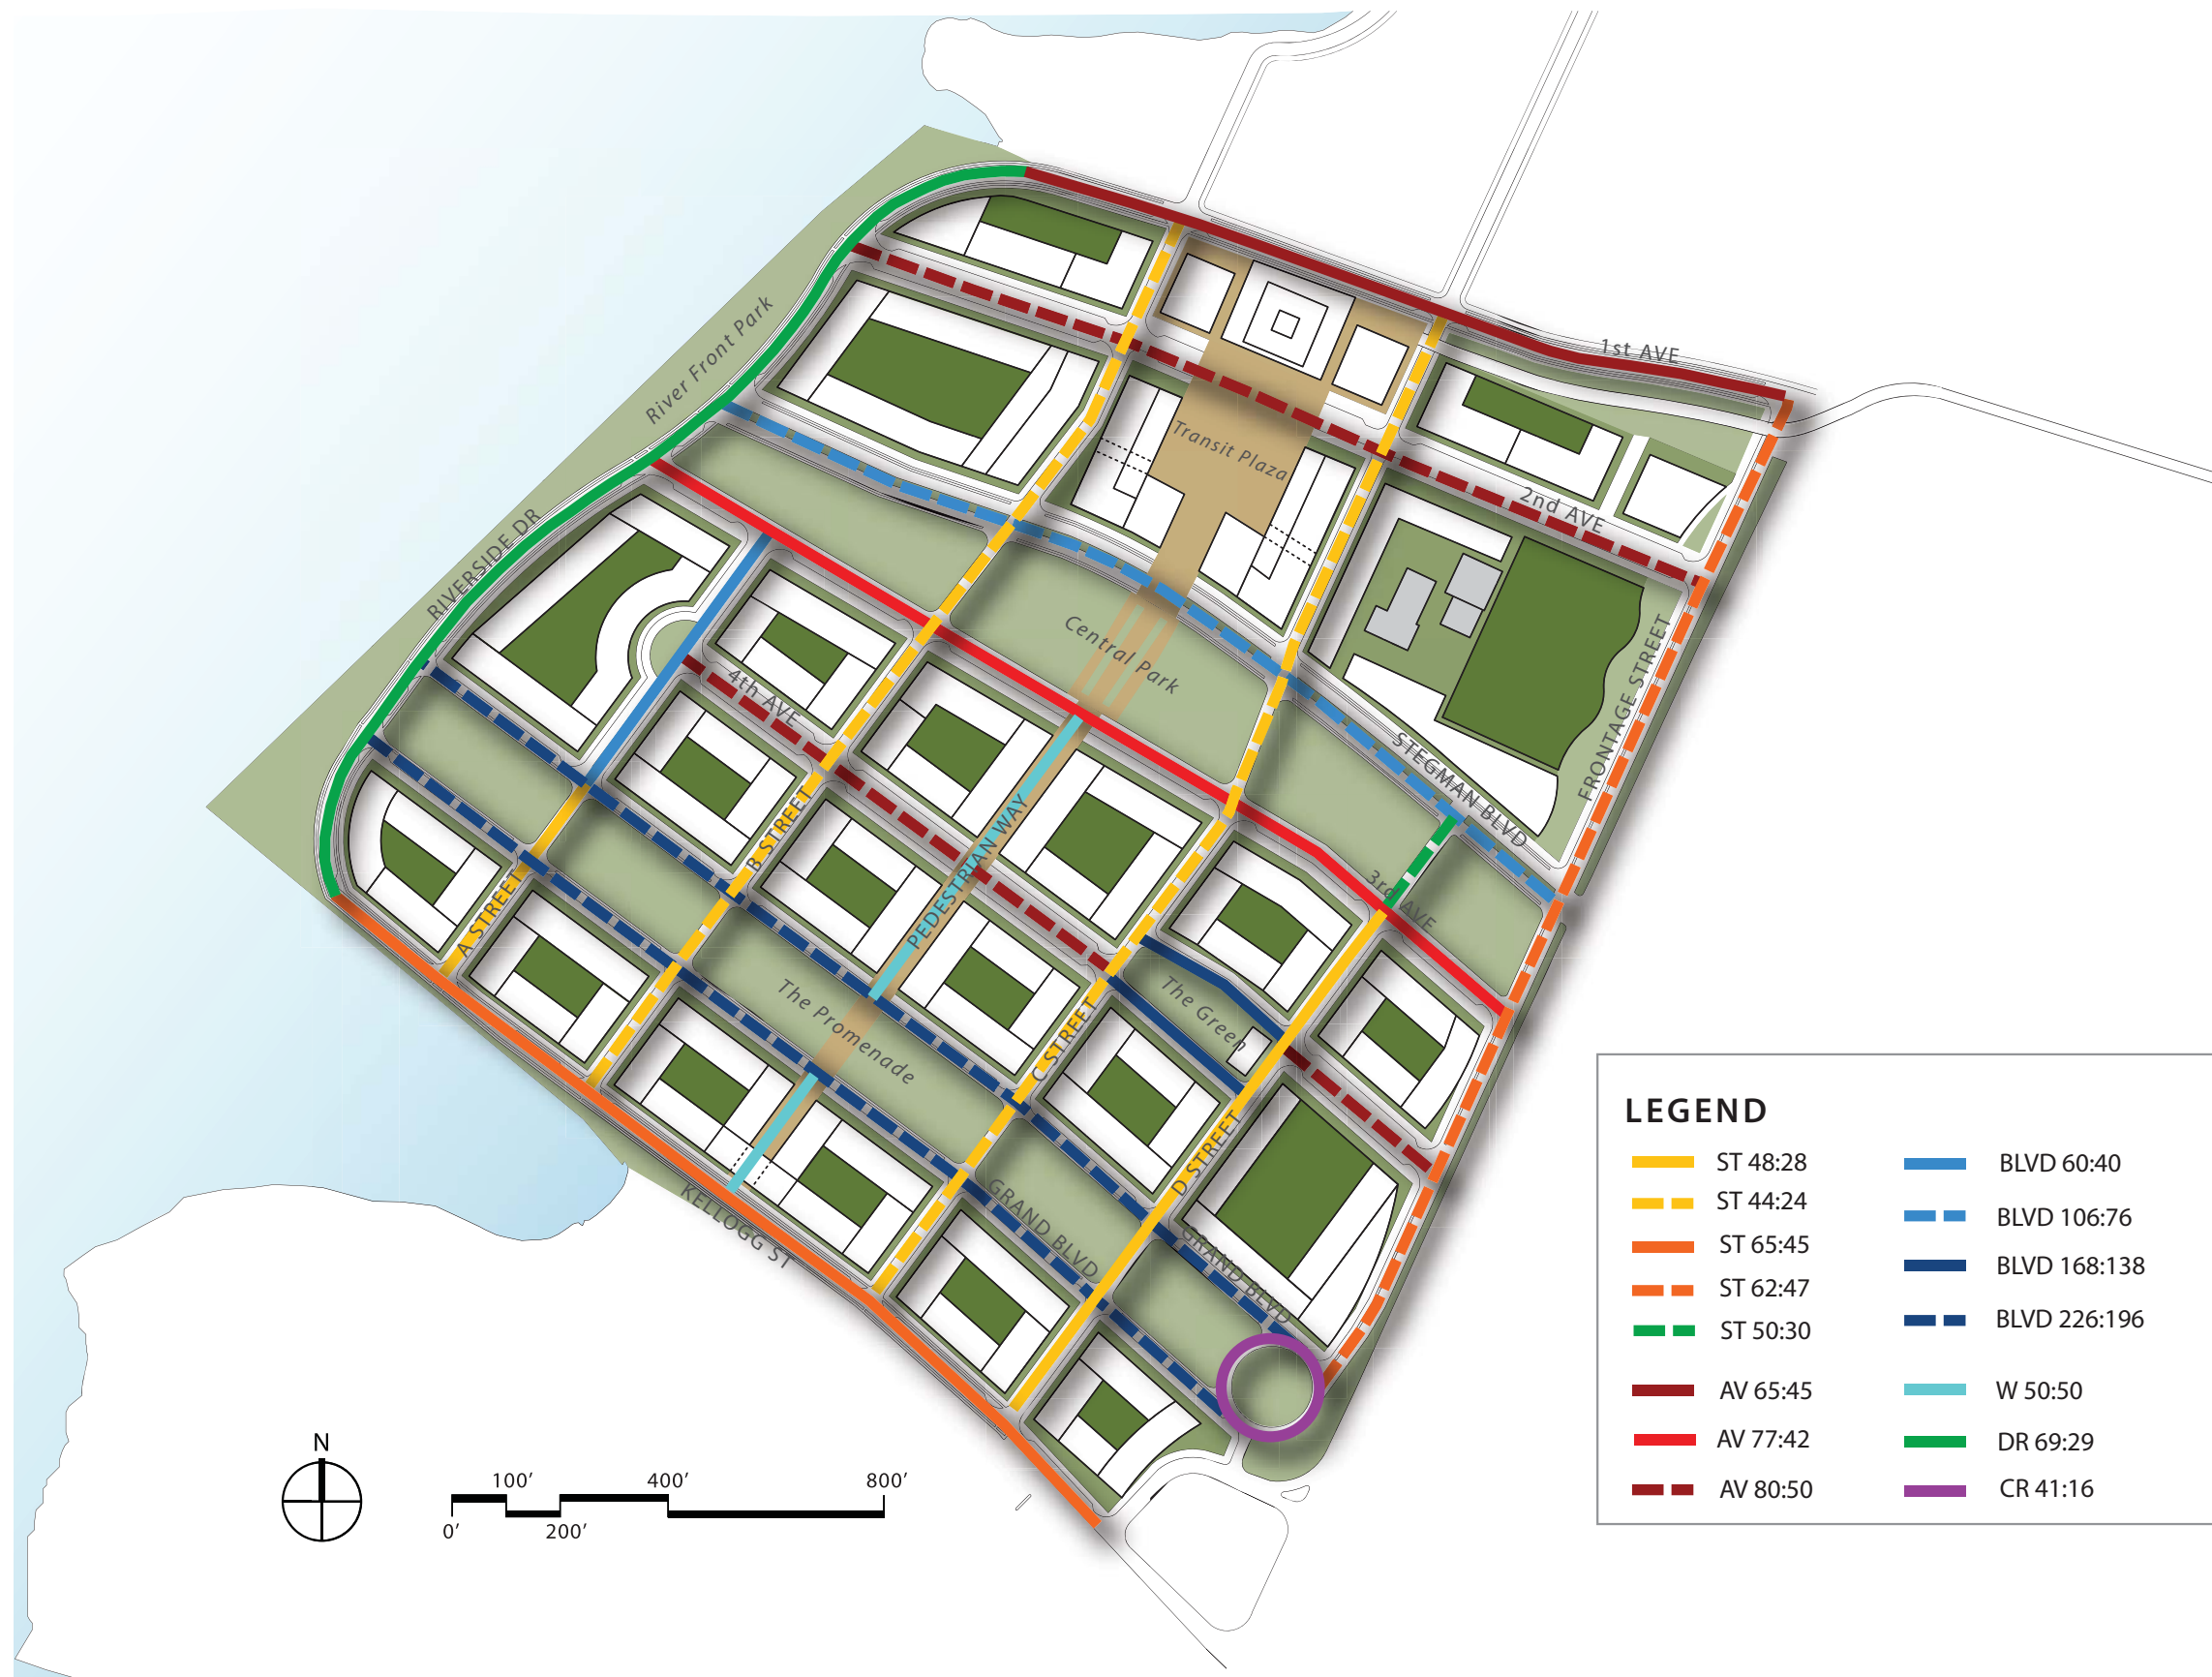 1st AVE
River Front Park
Transit Plaza
2nd AVE
RIVERSIDE DR
Central Park
FRONTAGE STREET
4th AVE
STEGMAN BLVD
B STREET
PEDESTRIAN WAY
3rd AVE
A STREET
The Promenade
The Green
C STREET
D STREET
GRAND BLVD
GRAND BLVD
KELLOGG ST
LEGEND
ST 48:28
ST 44:24
ST 65:45
ST 62:47
ST 50:30
AV 65:45
AV 77:42
AV 80:50
BLVD 60:40
BLVD 106:76
BLVD 168:138
BLVD 226:196
W 50:50
DR 69:29
CR 41:16
N
100’ 400’ 800’
0’ 200’